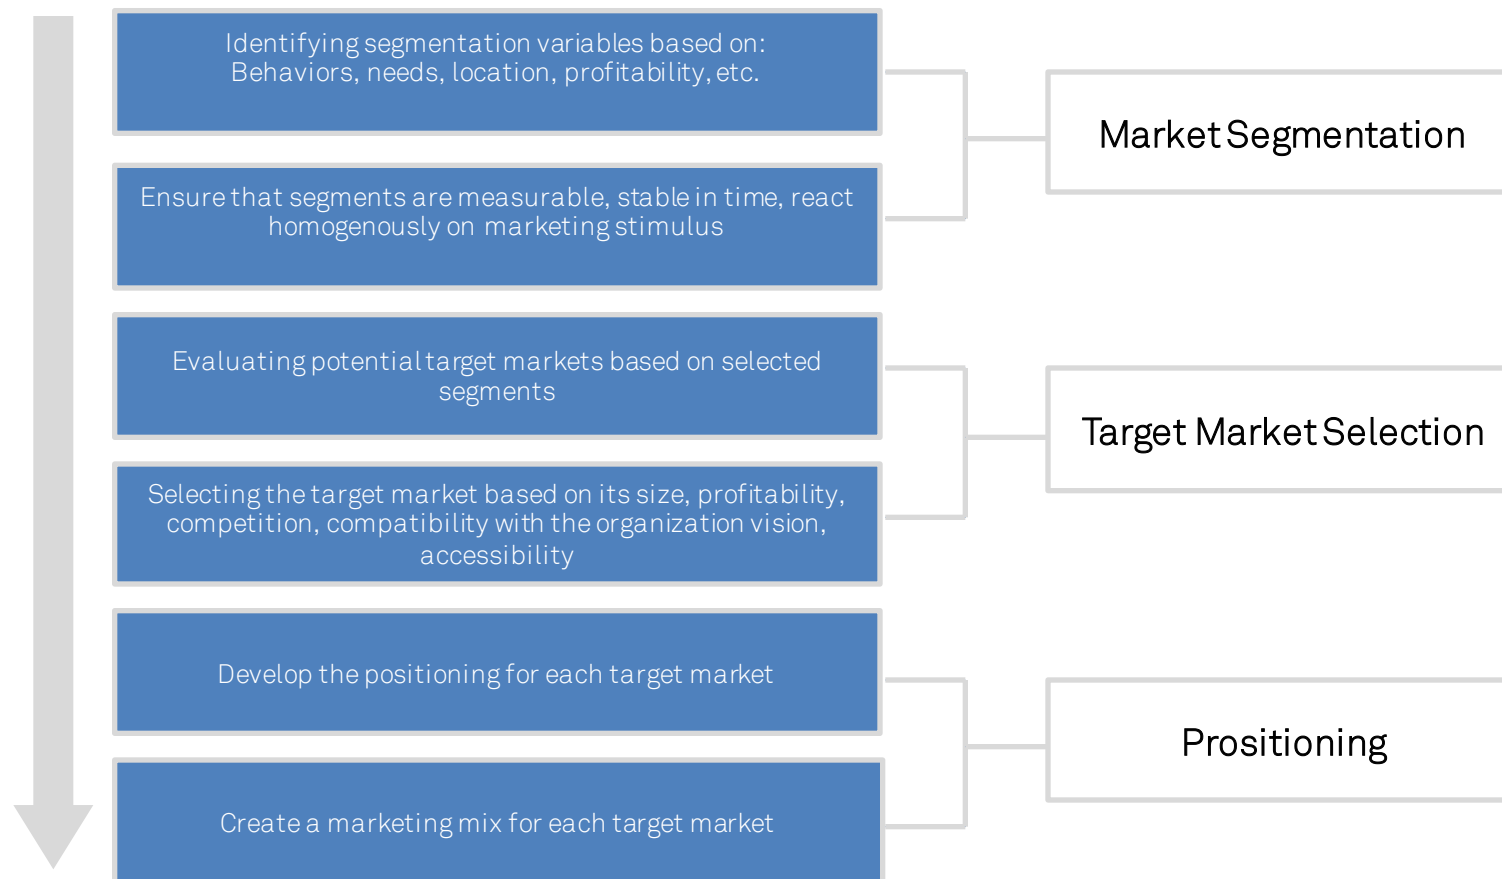 Identifying segmentation variables based on:
Behaviors, needs, location, profitability, etc.
Market Segmentation
Ensure that segments are measurable, stable in time, react
homogenously on marketing stimulus
Evaluating potential target markets based on selected
segments
Target Market Selection
Selecting the target market based on its size, profitability,
competition, compatibility with the organization vision,
accessibility
Develop the positioning for each target market
Prositioning
Create a marketing mix for each target market